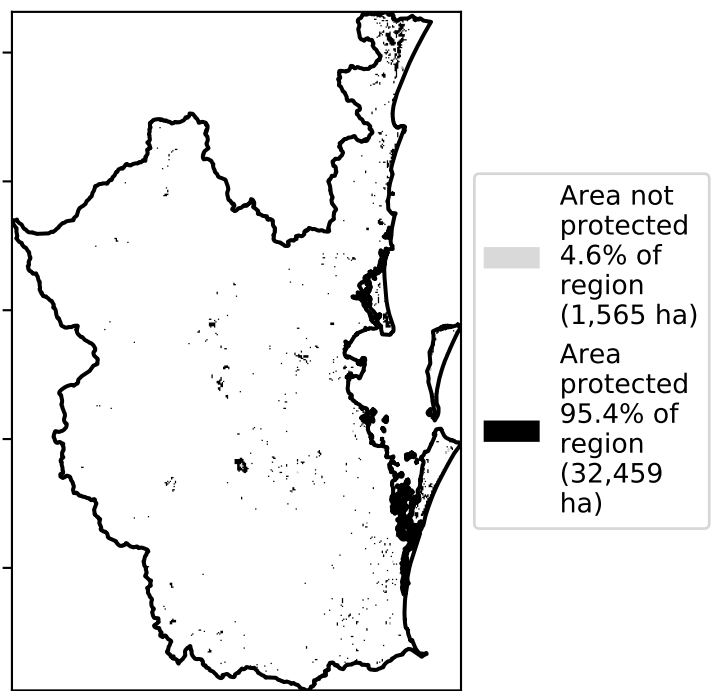 Area not
protected
4.6% of
region
(1,565 ha)
Area
protected
95.4% of
region
(32,459
ha)